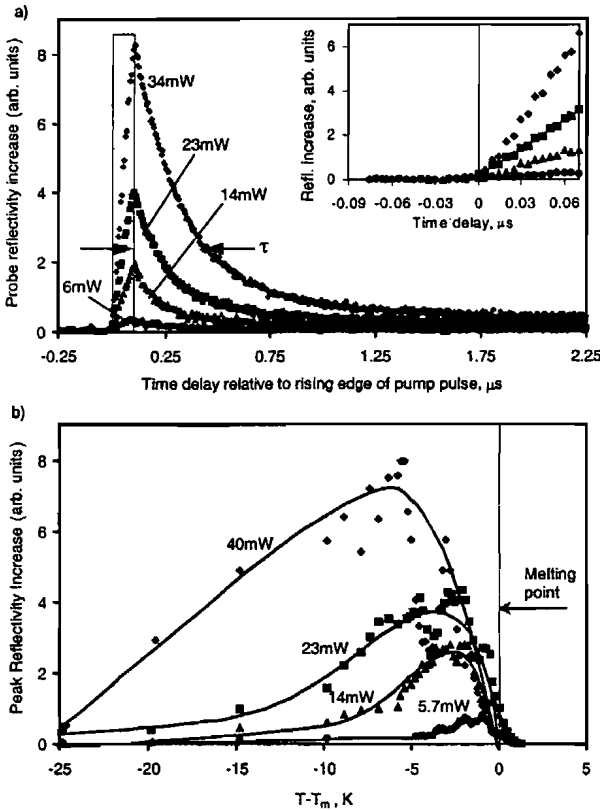 a)
Probe reflectivity increase (arb. units)
8
6
4
2
0
34mW
23mW
14mW
6mW
τ
-0.25
0.25
0.75
1.25
1.75
2.25
Time delay relative to rising edge of pump pulse, μs
Refl. increase, arb. units
6
4
2
0
-0.09
-0.06
-0.03
0
0.03
0.06
Time delay, μs
b)
Peak Reflectivity Increase (arb. units)
8
6
4
2
0
40mW
23mW
14mW
5.7mW
Melting
point
-25
-20
-15
-10
-5
0
5
T-Tm, K